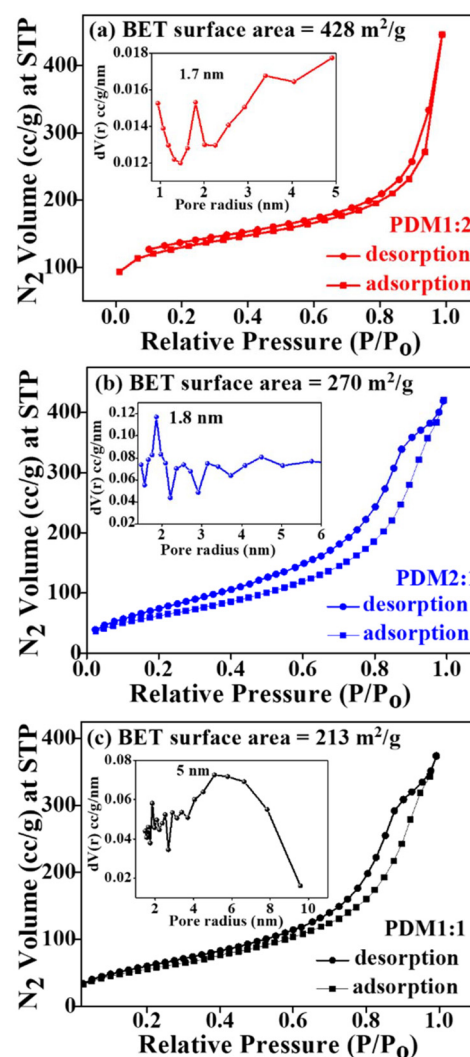 (a) BET surface area = 428 m²/g
N₂ Volume (cc/g) at STP
400
300
200
100
dV(r) cc/g/nm
0.018
0.016
0.014
0.012
1.7 nm
1 2 3 4 5
Pore radius (nm)
PDM1:2
desorption
adsorption
0.0 0.2 0.4 0.6 0.8 1.0
Relative Pressure (P/P₀)
(b) BET surface area = 270 m²/g
N₂ Volume (cc/g) at STP
400
300
200
100
0
dV(r) cc/g/nm
0.12
0.10
0.08
0.06
0.04
0.02
1.8 nm
2 3 4 5 6
Pore radius (nm)
PDM2:1
desorption
adsorption
0.0 0.2 0.4 0.6 0.8 1.0
Relative Pressure (P/P₀)
(c) BET surface area = 213 m²/g
N₂ Volume (cc/g) at STP
400
300
200
100
0
dV(r) cc/g/nm
0.08
0.06
0.04
0.02
5 nm
2 4 6 8 10
Pore radius (nm)
PDM1:1
desorption
adsorption
0.2 0.4 0.6 0.8 1.0
Relative Pressure (P/P₀)